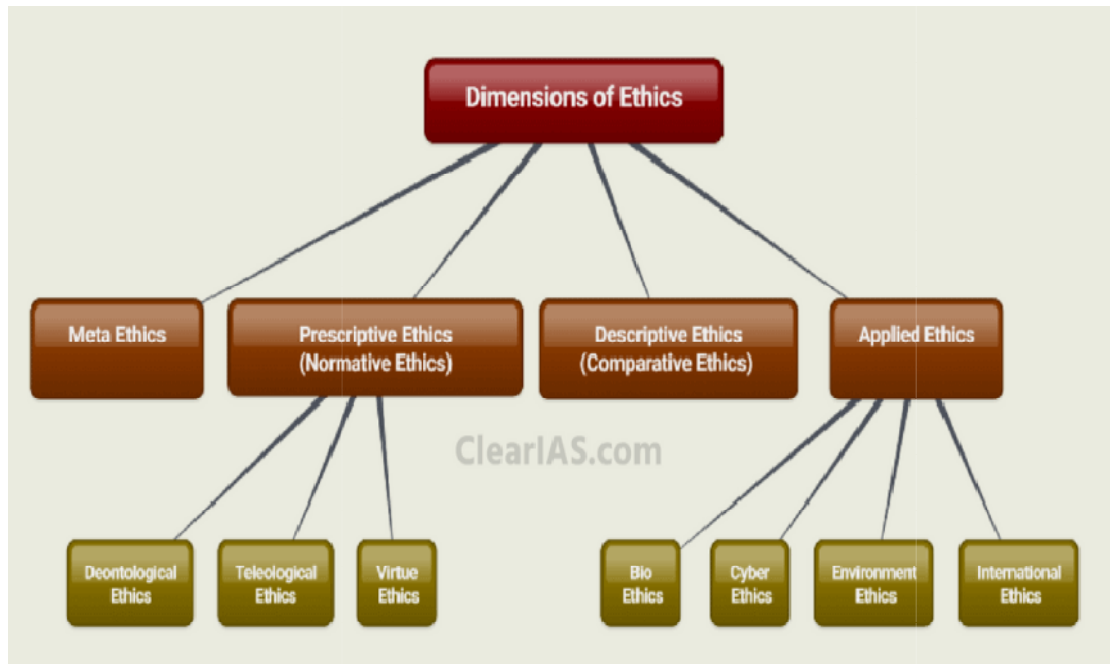 Dimensions of Ethics
Meta Ethics
Prescriptive Ethics
(Normative Ethics)
Descriptive Ethics
(Comparative Ethics)
Applied Ethics
ClearIAS.com
Deontological
Ethics
Teleological
Ethics
Virtue
Ethics
Bio
Ethics
Cyber
Ethics
Environment
Ethics
International
Ethics